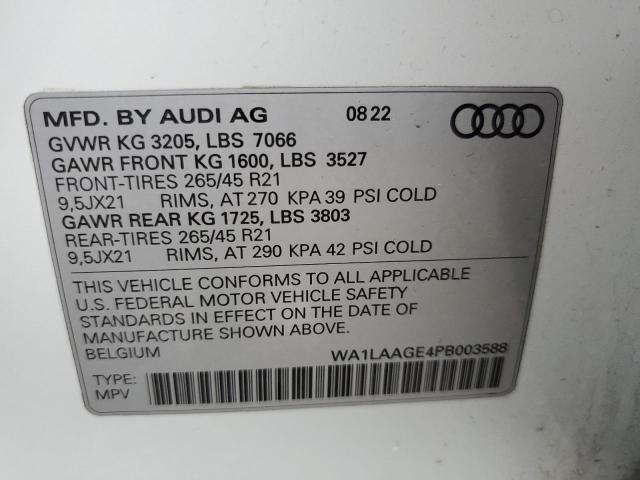 MFD. BY AUDI AG 08 22
GVWR KG 3205, LBS 7066
GAWR FRONT KG 1600, LBS 3527
FRONT-TIRES 265/45 R21
9,5JX21 RIMS, AT 270 KPA 39 PSI COLD
GAWR REAR KG 1725, LBS 3803
REAR-TIRES 265/45 R21
9,5JX21 RIMS, AT 290 KPA 42 PSI COLD
THIS VEHICLE CONFORMS TO ALL APPLICABLE
U.S. FEDERAL MOTOR VEHICLE SAFETY
STANDARDS IN EFFECT ON THE DATE OF
MANUFACTURE SHOWN ABOVE.
BELGIUM WA1LAAGE4PB003588
TYPE:
MPV